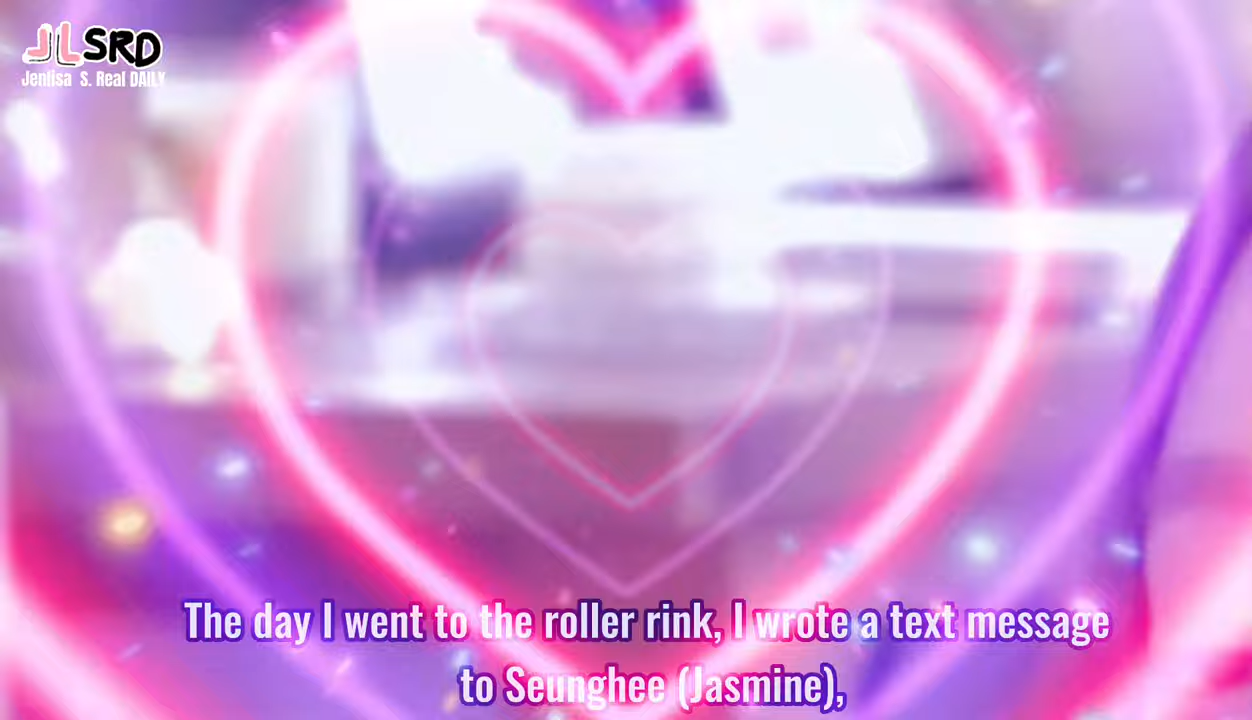 JLSRD
Jenlisa S. Real DAILY
The day I went to the roller rink, I wrote a text message
to Seunghee (Jasmine),